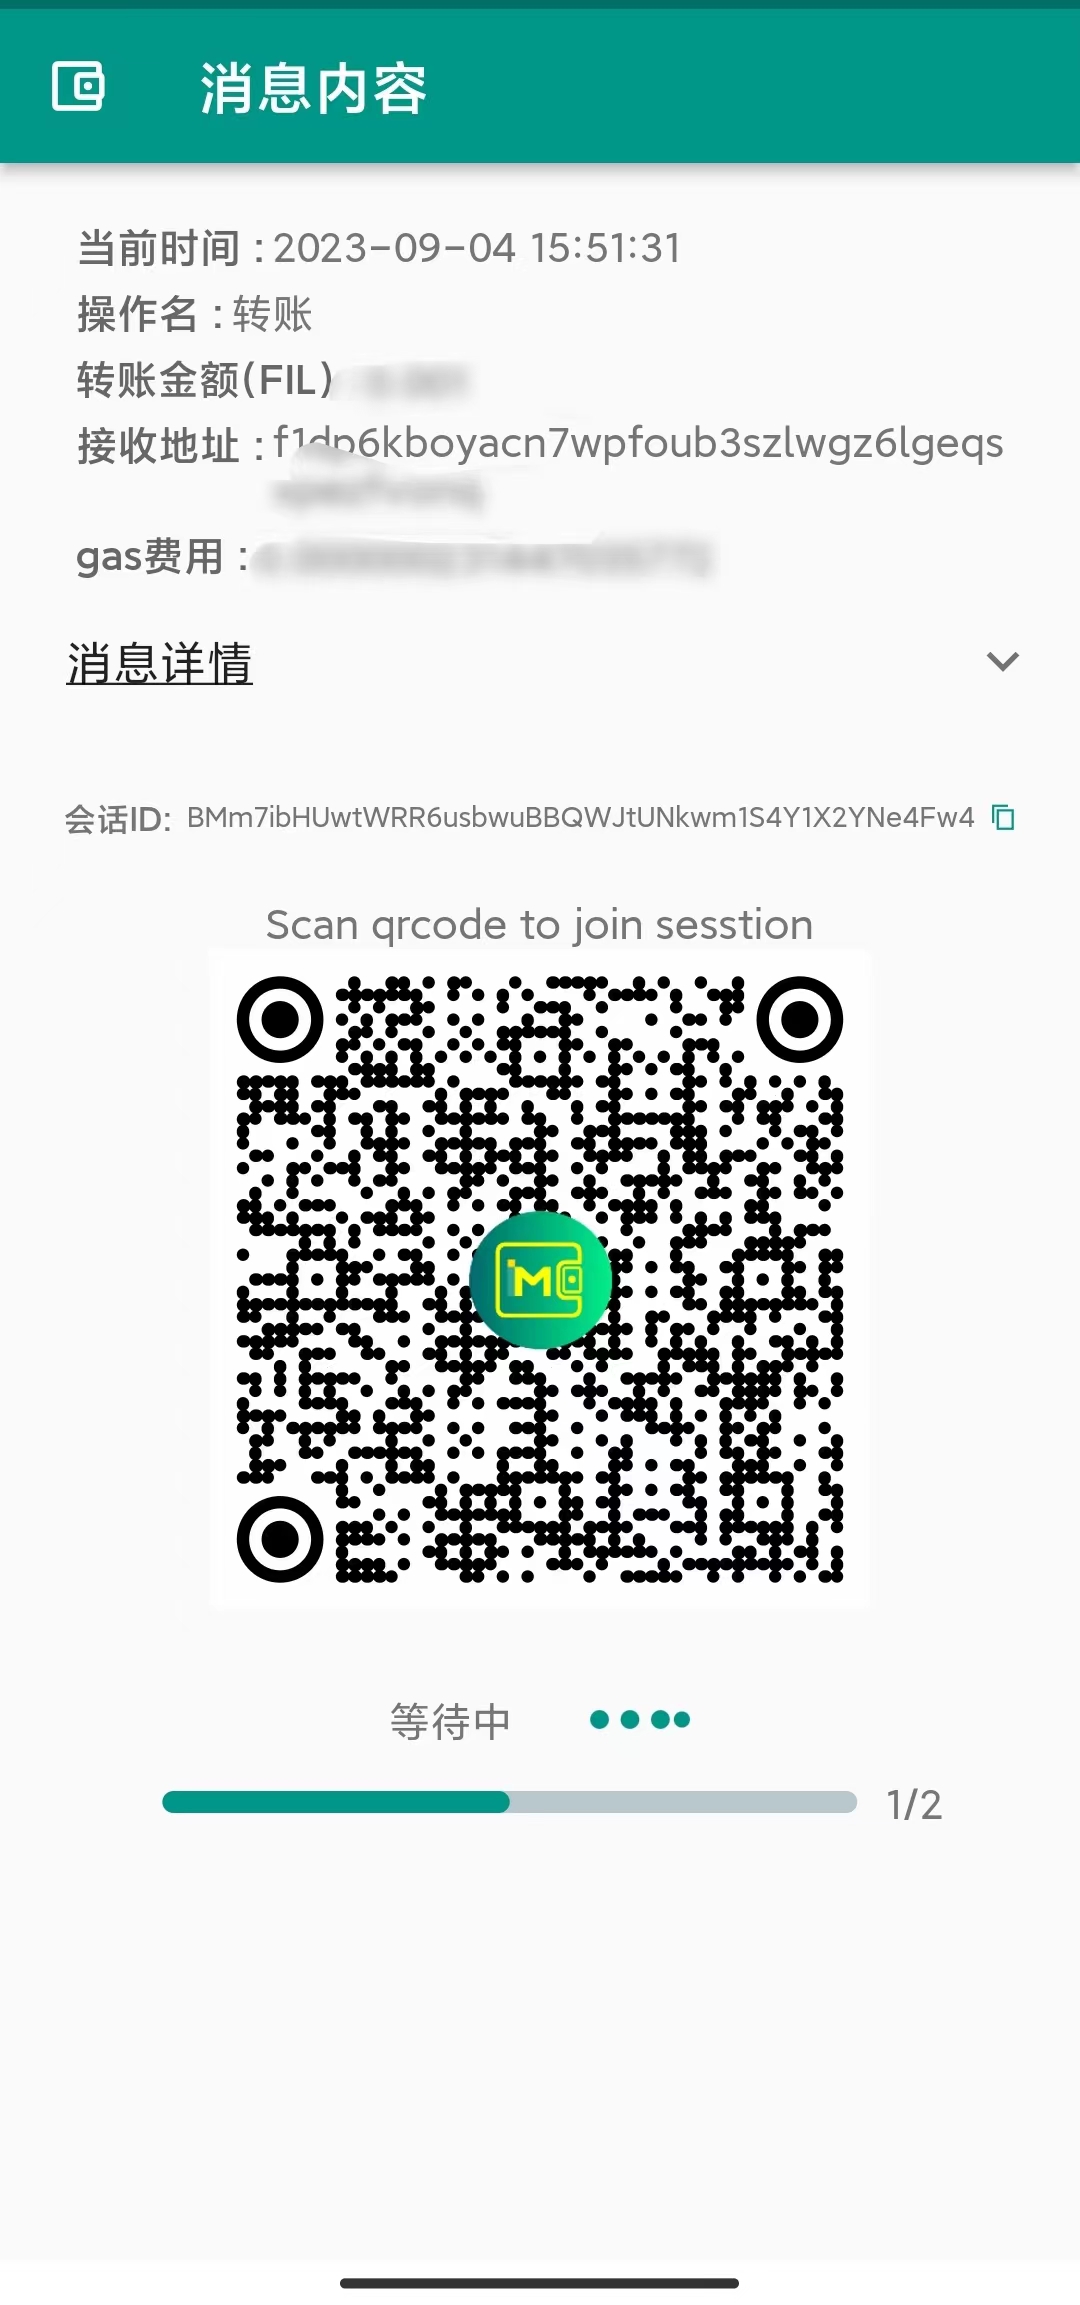 消息内容
当前时间 : 2023-09-04 15:51:31
操作名 : 转账
转账金额(FIL)
接收地址 : f1dp6kboyacn7wpfoub3szlwgz6lgeqs
gas费用 :
消息详情
会话ID: BMm7ibHUwtWRR6usbwuBBQWJtUNkwm1S4Y1X2YNe4Fw4
Scan qrcode to join sesstion
iMC
等待中
1/2